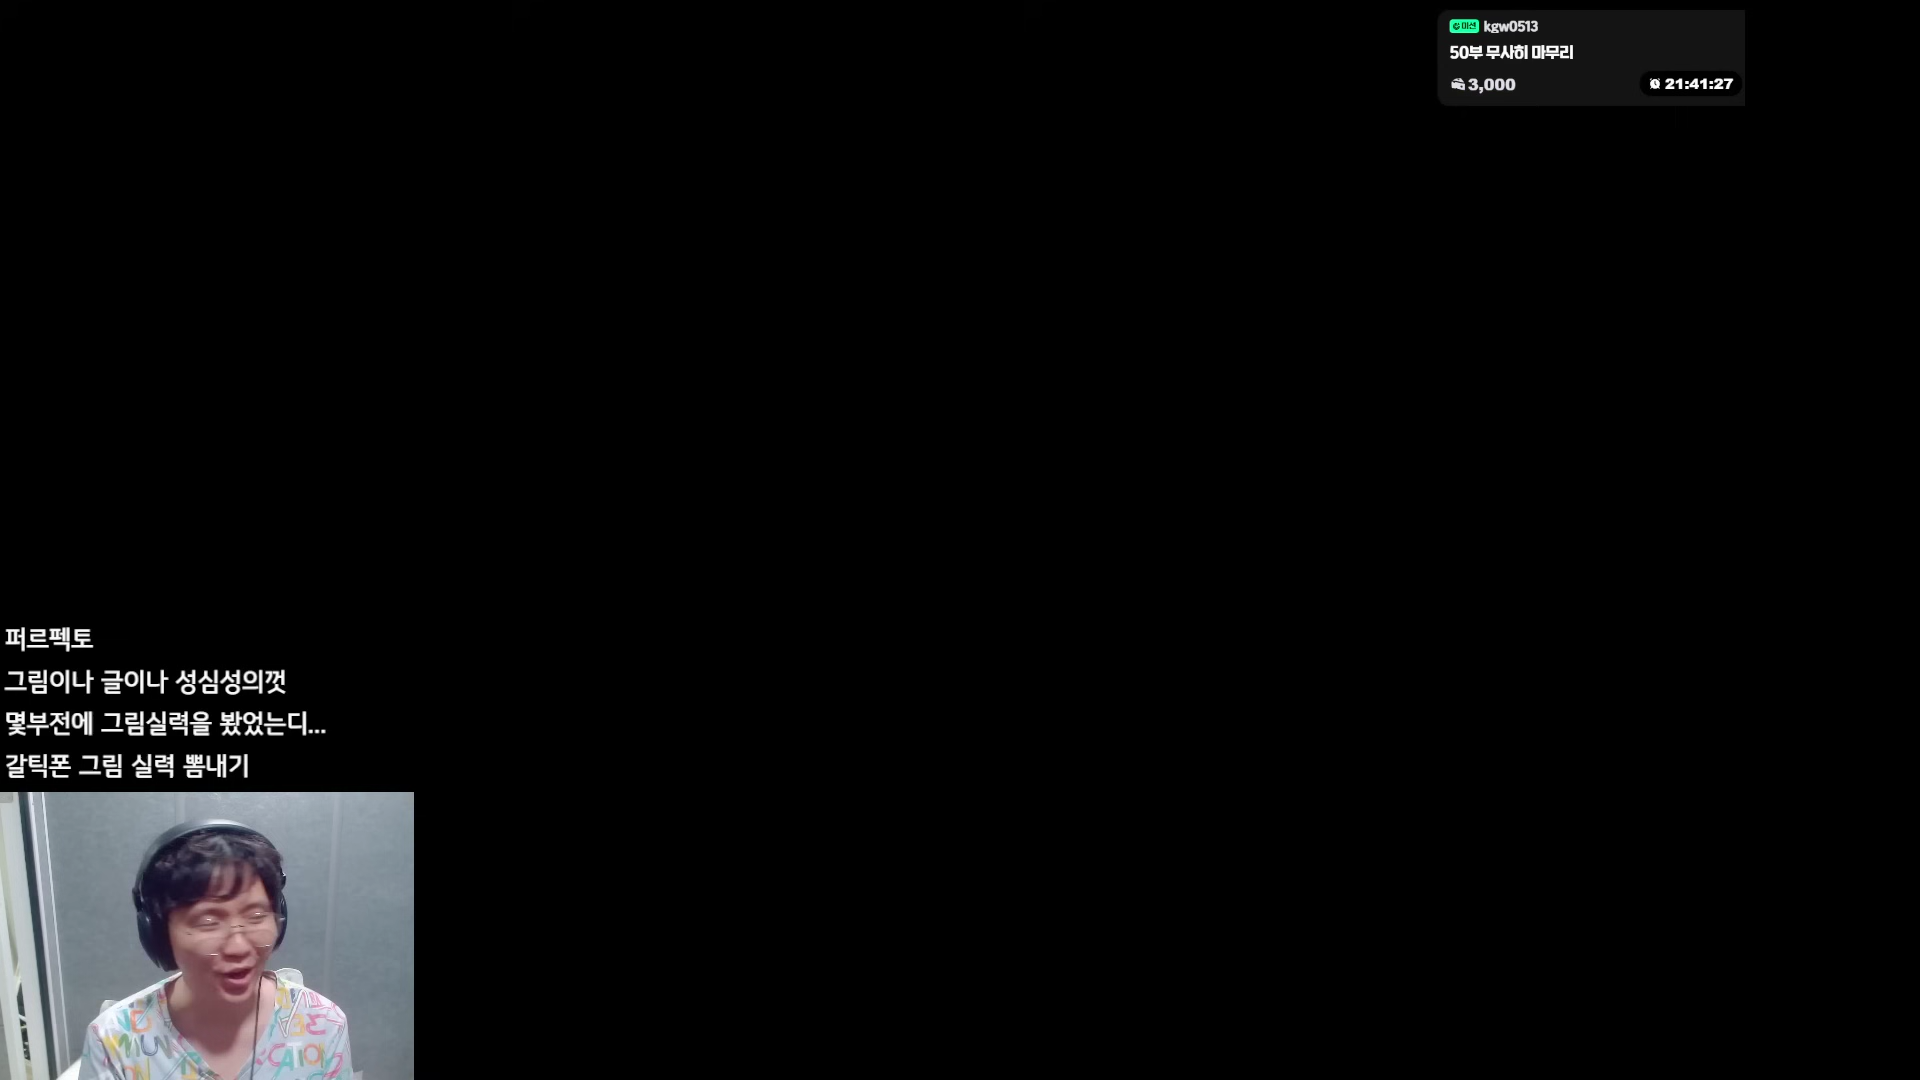 미션 kgw0513
50부 무사히 마무리
3,000
21:41:27
퍼르펙토
그림이나 글이나 성심성의껏
몇부전에 그림실력을 봤었는디...
갈틱폰 그림 실력 뽐내기